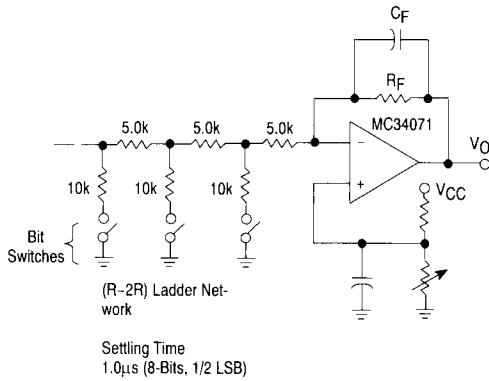 CF
RF
MC34071
5.0k 5.0k 5.0k
VO
10k 10k 10k
VCC
Bit
Switches
(R-2R) Ladder Net-
work
Settling Time
1.0µs (8-Bits, 1/2 LSB)